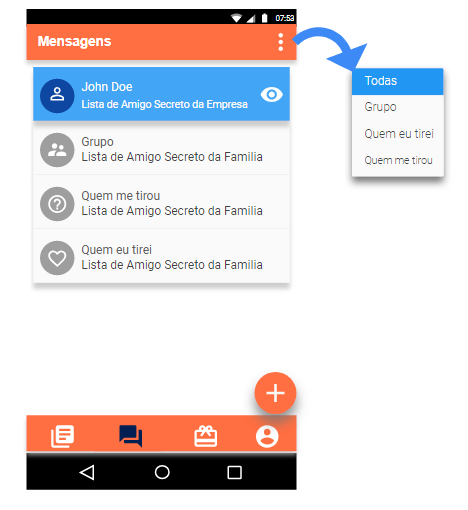 07:53
Mensagens
John Doe
Lista de Amigo Secreto da Empresa
Grupo
Lista de Amigo Secreto da Familia
Quem me tirou
Lista de Amigo Secreto da Familia
Quem eu tirei
Lista de Amigo Secreto da Familia
Todas
Grupo
Quem eu tirei
Quem me tirou